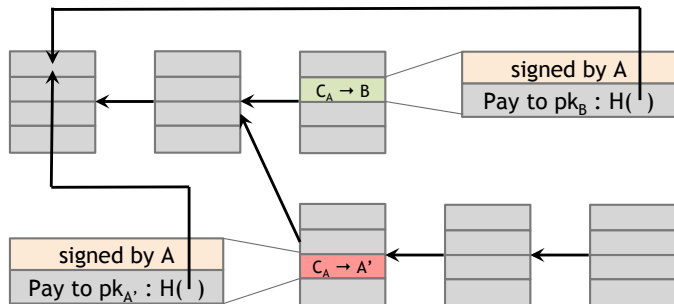 C_A → B
signed by A
Pay to pk_B : H( )
signed by A
Pay to pk_A' : H( )
C_A → A'